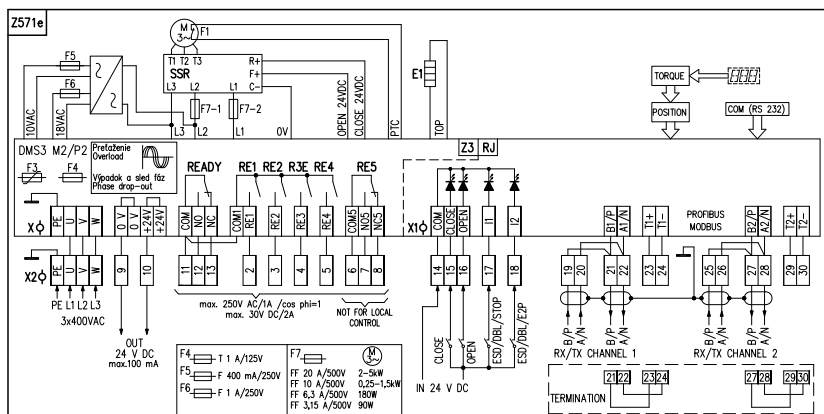 Z571e
F5
F6
10VAC
18VAC
M
3~
F1
T1 T2 T3
SSR
L3 L2 L1
R+
F+
C-
F7-1
F7-2
L3
L2
L1
0V
OPEN 24VDC
CLOSE 24VDC
PTC
E1
TOP
TORQUE
POSITION
COM (RS 232)
DMS3 M2/P2
F3
F4
Preťaženie
Overload
Výpadok a sled fáz
Phase drop-out
READY
RE1 RE2 R3E RE4
RE5
Z3 RJ
X
PE
U
V
W
0 V
0 V
+24V
+24V
COM
NO
NC
COM1
RE1
RE2
RE3
RE4
COM5
NO5
NC5
X1
COM
CLOSE
OPEN
I1
I2
B1/P
A1/N
T1+
T1-
PROFIBUS
MODBUS
B2/P
A2/N
T2+
T2-
X2
PE
U
V
W
9
10
11
12
13
2
3
4
5
6
7
8
14
15
16
17
18
19
20
21
22
23
24
25
26
27
28
29
30
PE L1 L2 L3
3x400VAC
OUT
24 V DC
max.100 mA
max. 250V AC/1A /cos phi=1
max. 30V DC/2A
NOT FOR LOCAL
CONTROL
CLOSE
OPEN
ESD/DBL/STOP
ESD/DBL/E2P
IN 24 V DC
B/P
A/N
B/P
A/N
RX/TX CHANNEL 1
B/P
A/N
B/P
A/N
RX/TX CHANNEL 2
F4 T 1 A/125V
F5 F 400 mA/250V
F6 F 1 A/250V
F7 M
3~
FF 20 A/500V 2-5kW
FF 10 A/500V 0,25-1,5kW
FF 6,3 A/500V 180W
FF 3,15 A/500V 90W
TERMINATION
21 22 23 24
27 28 29 30